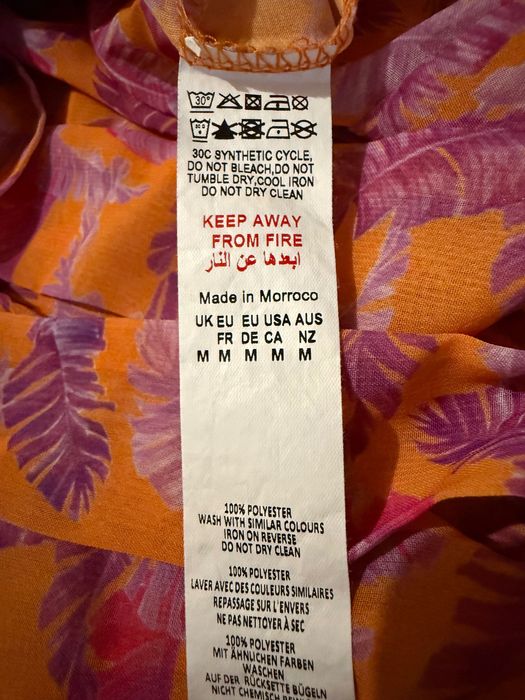 30°
30C SYNTHETIC CYCLE,
DO NOT BLEACH,DO NOT
TUMBLE DRY,COOL IRON
DO NOT DRY CLEAN
KEEP AWAY
FROM FIRE
ابعدها عن النار
Made in Morroco
UK EU EU USA AUS
FR DE CA NZ
M M M M M
100% POLYESTER
WASH WITH SIMILAR COLOURS
IRON ON REVERSE
DO NOT DRY CLEAN
100% POLYESTER
LAVER AVEC DES COULEURS SIMILAIRES
REPASSAGE SUR L'ENVERS
NE PAS NETTOYER À SEC
100% POLYESTER
MIT ÄHNLICHEN FARBEN
WASCHEN
AUF DER RÜCKSETTE BÜGELN
NICHT CHEMISCH